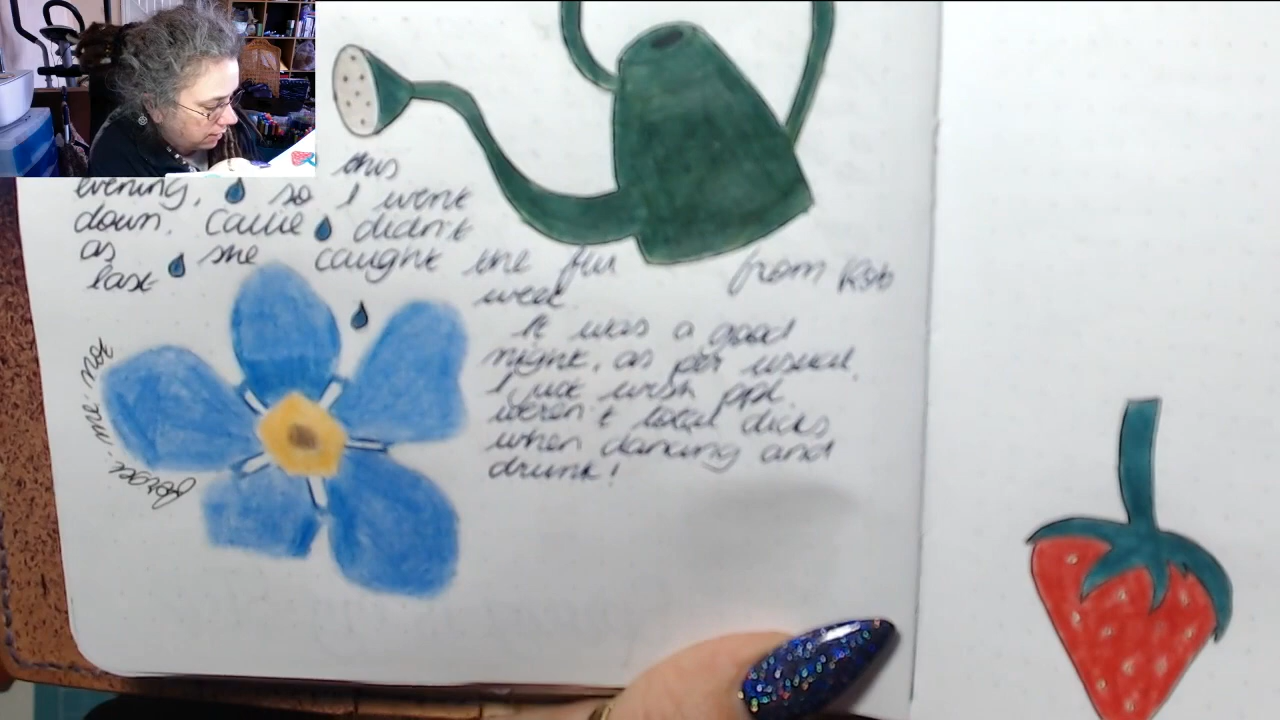 this
evening, so I went
down. Callie didn't
as she caught the flu from Rob
last week.
It was a good
night, as per usual.
I just wish ppl
weren't total dicks
when dancing and
drunk!
forget-me-not